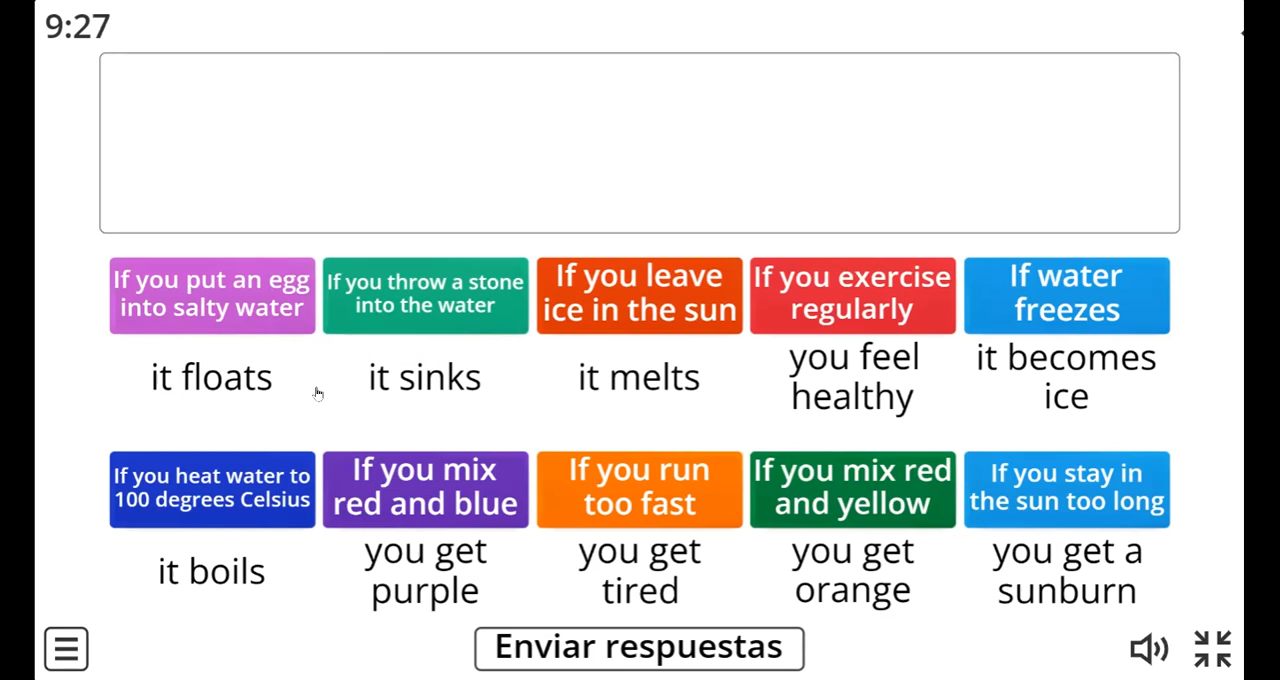 9:27
If you put an egg
into salty water
If you throw a stone
into the water
If you leave
ice in the sun
If you exercise
regularly
If water
freezes
it floats
it sinks
it melts
you feel
healthy
it becomes
ice
If you heat water to
100 degrees Celsius
If you mix
red and blue
If you run
too fast
If you mix red
and yellow
If you stay in
the sun too long
it boils
you get
purple
you get
tired
you get
orange
you get a
sunburn
Enviar respuestas